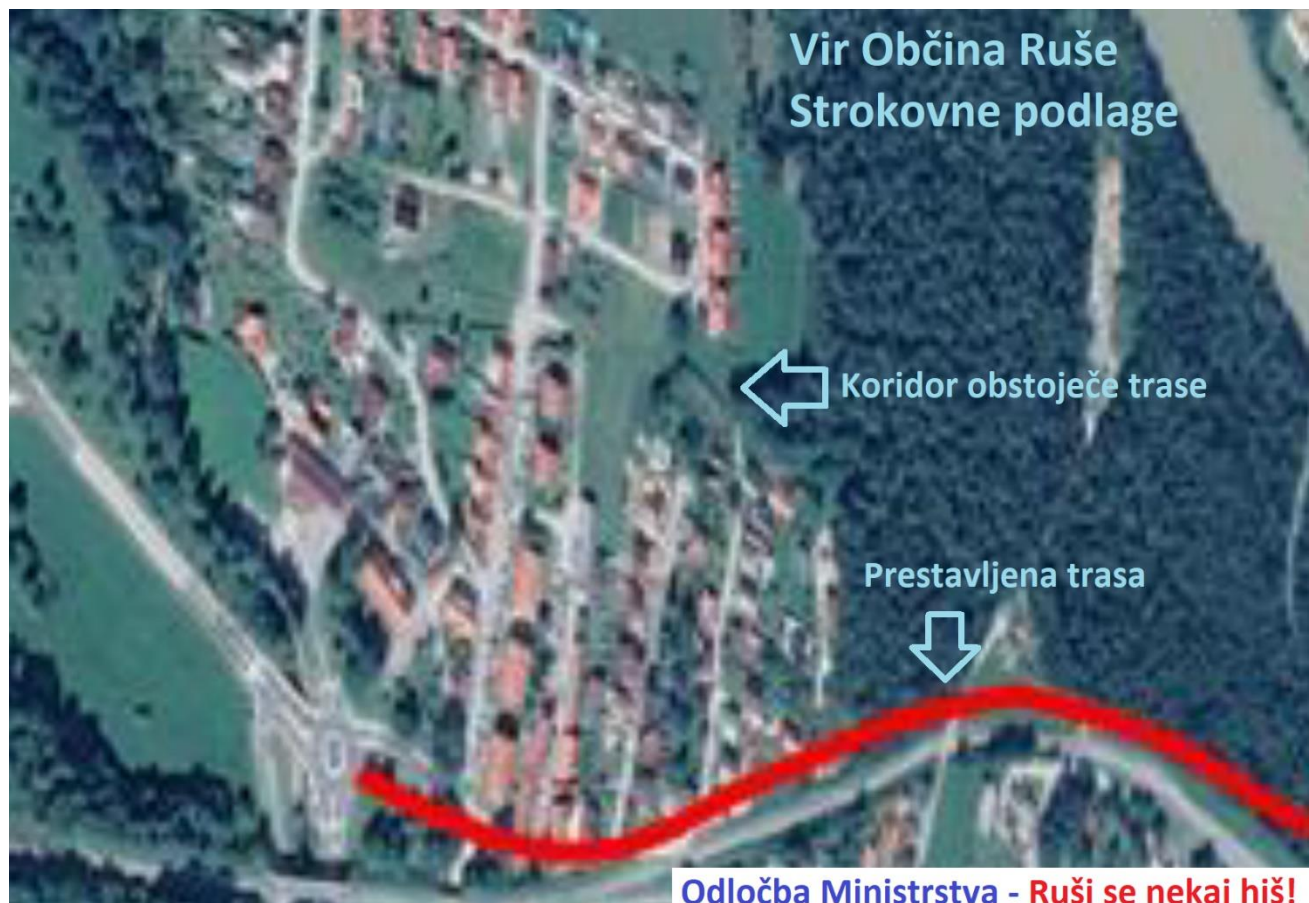 Vir Občina Ruše
Strokovne podlage
Koridor obstoječe trase
Prestavljena trasa
Odločba Ministrstva - Ruši se nekaj hiš!